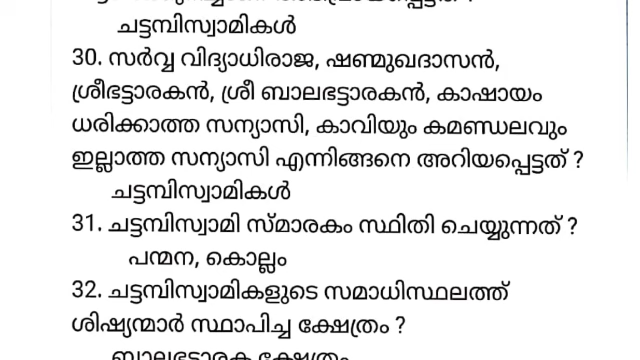 ചട്ടമ്പിസ്വാമികൾ
30. സർവ്വ വിദ്യാധിരാജ, ഷണ്മുഖദാസൻ,
ശ്രീഭട്ടാരകൻ, ശ്രീ ബാലഭട്ടാരകൻ, കാഷായം
ധരിക്കാത്ത സന്യാസി, കാവിയും കമണ്ഡലവും
ഇല്ലാത്ത സന്യാസി എന്നിങ്ങനെ അറിയപ്പെട്ടത് ?
ചട്ടമ്പിസ്വാമികൾ
31. ചട്ടമ്പിസ്വാമി സ്മാരകം സ്ഥിതി ചെയ്യുന്നത് ?
പന്മന, കൊല്ലം
32. ചട്ടമ്പിസ്വാമികളുടെ സമാധിസ്ഥലത്ത്
ശിഷ്യന്മാർ സ്ഥാപിച്ച ക്ഷേത്രം ?
ബാലഭട്ടാരക ക്ഷേത്രം